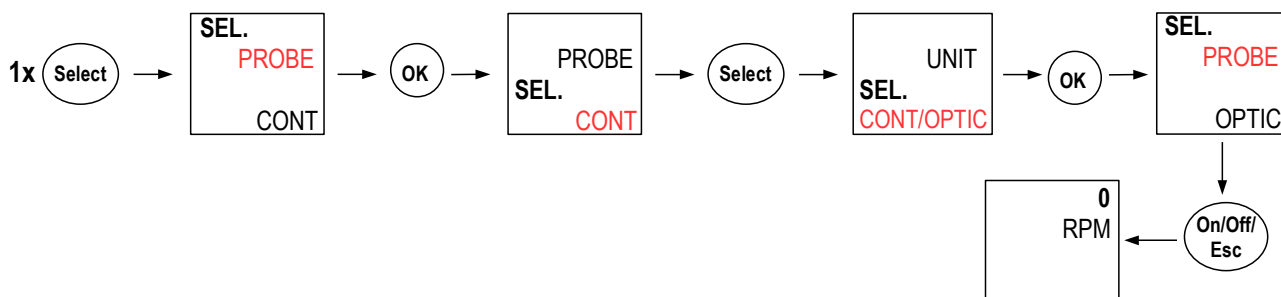 1x
Select
SEL.
PROBE
CONT
OK
PROBE
SEL.
CONT
Select
UNIT
SEL.
CONT/OPTIC
OK
SEL.
PROBE
OPTIC
On/Off/
Esc
0
RPM